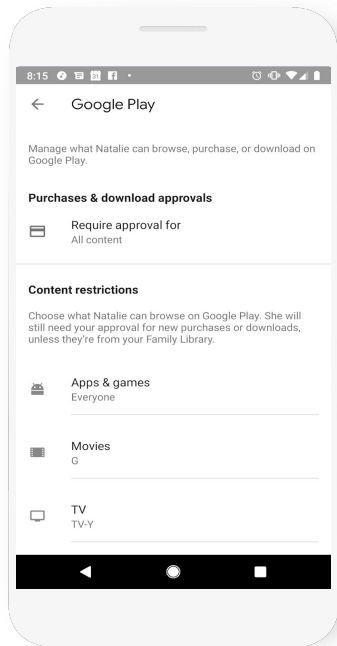 8:15
31
Google Play
Manage what Natalie can browse, purchase, or download on
Google Play.
Purchases & download approvals
Require approval for
All content
Content restrictions
Choose what Natalie can browse on Google Play. She will
still need your approval for new purchases or downloads,
unless they're from your Family Library.
Apps & games
Everyone
Movies
G
TV
TV-Y